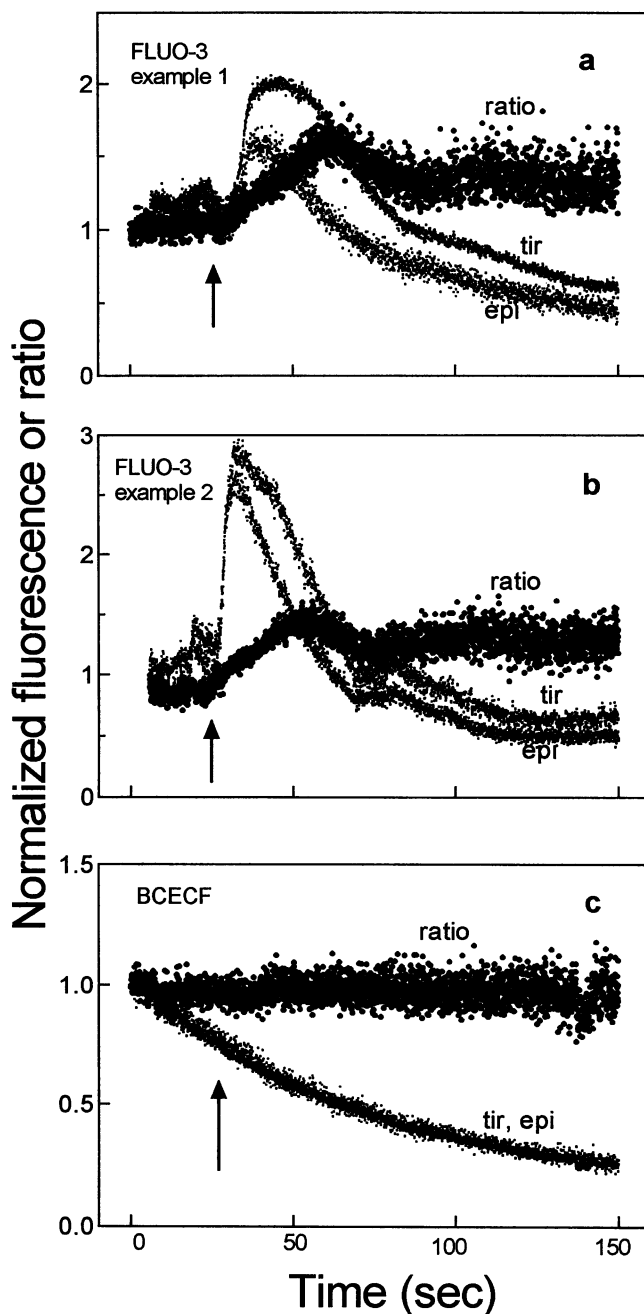 Normalized fluorescence or ratio
FLUO-3
example 1
a
ratio
tir
epi
2
1
0
FLUO-3
example 2
b
ratio
tir
epi
3
2
1
0
BCECF
c
ratio
tir, epi
1.5
1.0
0.5
0.0
0 50 100 150
Time (sec)